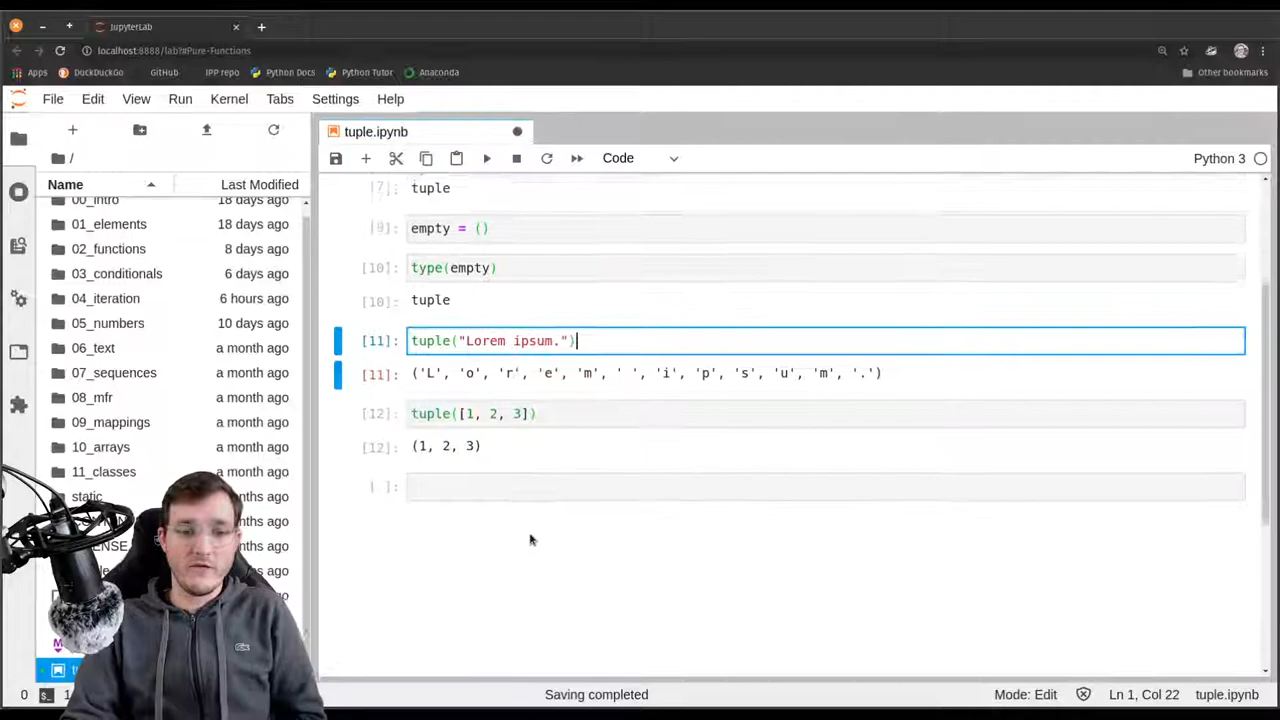 JupyterLab
localhost:8888/lab?#Pure-Functions
Apps DuckDuckGo GitHub IPP repo Python Docs Python Tutor Anaconda Other bookmarks
File Edit View Run Kernel Tabs Settings Help
tuple.ipynb
/
Code
Python 3
Name Last Modified
00_intro 18 days ago
01_elements 18 days ago
02_functions 8 days ago
03_conditionals 6 days ago
04_iteration 6 hours ago
05_numbers 10 days ago
06_text a month ago
07_sequences a month ago
08_mfr a month ago
09_mappings a month ago
10_arrays a month ago
11_classes a month ago
static
ago
ago
ago
ago
[7]: tuple
[9]: empty = ()
[10]: type(empty)
[10]: tuple
[11]: tuple("Lorem ipsum.")
[11]: ('L', 'o', 'r', 'e', 'm', ' ', 'i', 'p', 's', 'u', 'm', '.')
[12]: tuple([1, 2, 3])
[12]: (1, 2, 3)
[ ]:
0 $_ 1 Saving completed Mode: Edit Ln 1, Col 22 tuple.ipynb